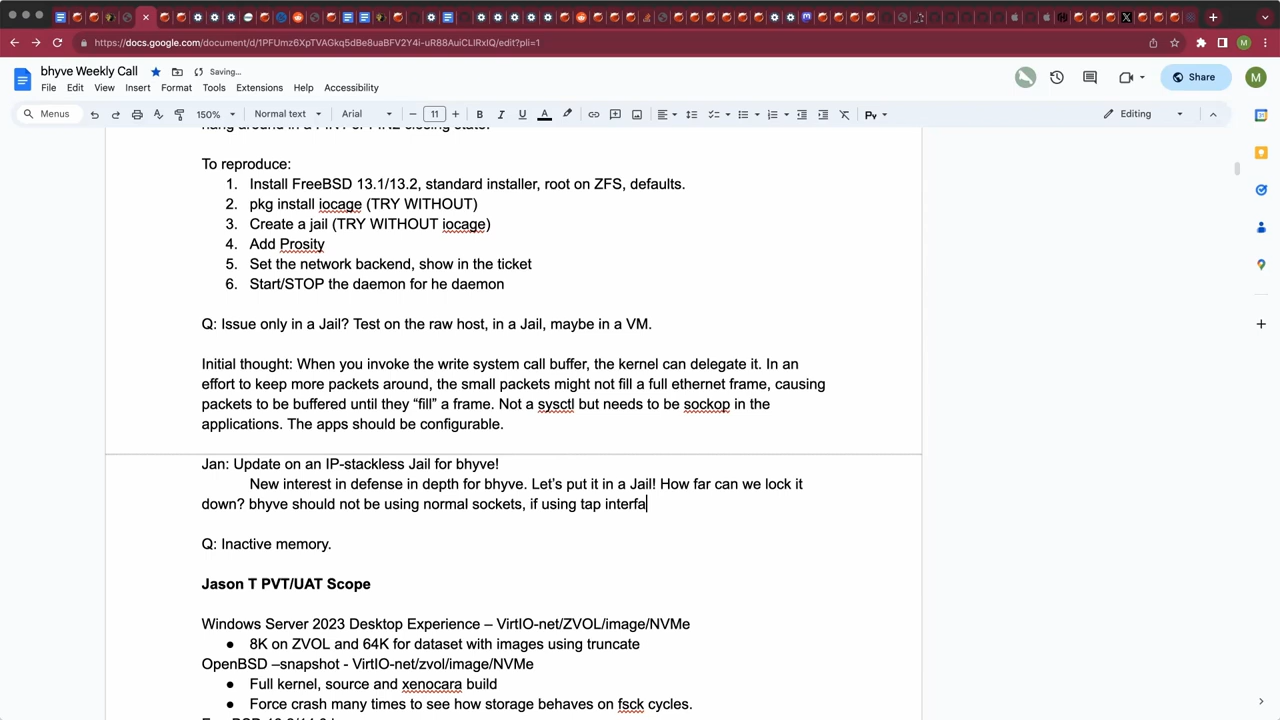 https://docs.google.com/document/d/1PFUmz6XpTVAGkq5dBe8uaBFV2Y4i-uR88AuiCLIRxIQ/edit?pli=1
bhyve Weekly Call
Saving...
File Edit View Insert Format Tools Extensions Help Accessibility
Share
M
M
Menus
150%
Normal text
Arial
11
Editing
To reproduce:
1. Install FreeBSD 13.1/13.2, standard installer, root on ZFS, defaults.
2. pkg install iocage (TRY WITHOUT)
3. Create a jail (TRY WITHOUT iocage)
4. Add Prosity
5. Set the network backend, show in the ticket
6. Start/STOP the daemon for he daemon
Q: Issue only in a Jail? Test on the raw host, in a Jail, maybe in a VM.
Initial thought: When you invoke the write system call buffer, the kernel can delegate it. In an
effort to keep more packets around, the small packets might not fill a full ethernet frame, causing
packets to be buffered until they “fill” a frame. Not a sysctl but needs to be sockop in the
applications. The apps should be configurable.
Jan: Update on an IP-stackless Jail for bhyve!
New interest in defense in depth for bhyve. Let’s put it in a Jail! How far can we lock it
down? bhyve should not be using normal sockets, if using tap interfa
Q: Inactive memory.
Jason T PVT/UAT Scope
Windows Server 2023 Desktop Experience – VirtIO-net/ZVOL/image/NVMe
● 8K on ZVOL and 64K for dataset with images using truncate
OpenBSD –snapshot - VirtIO-net/zvol/image/NVMe
● Full kernel, source and xenocara build
● Force crash many times to see how storage behaves on fsck cycles.